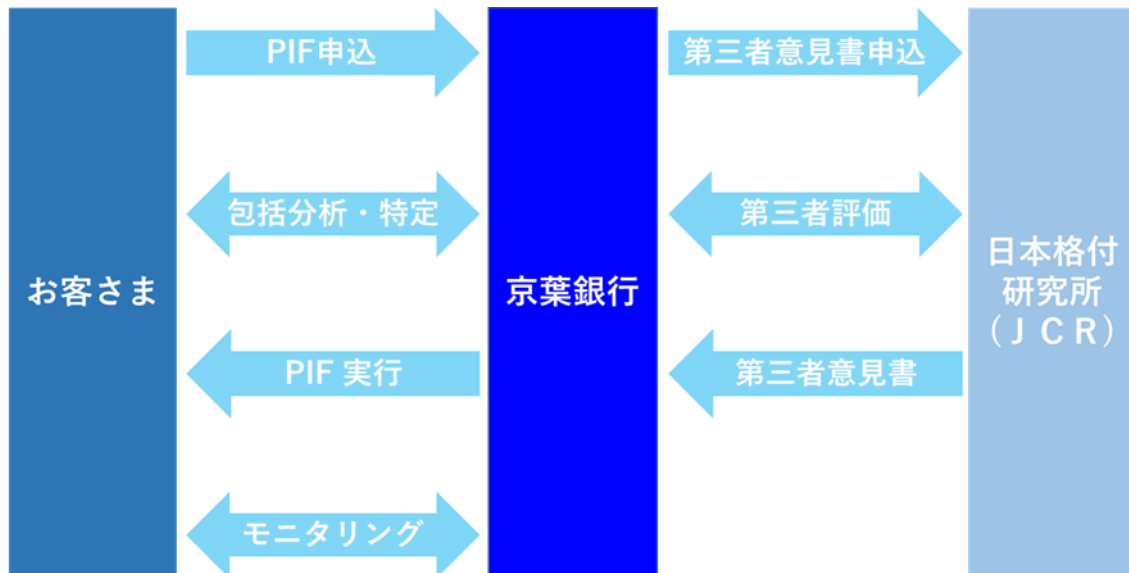 PIF申込
第三者意見書申込
包括分析・特定
第三者評価
お客さま
京葉銀行
日本格付
研究所
(ＪＣＲ)
PIF 実行
第三者意見書
モニタリング